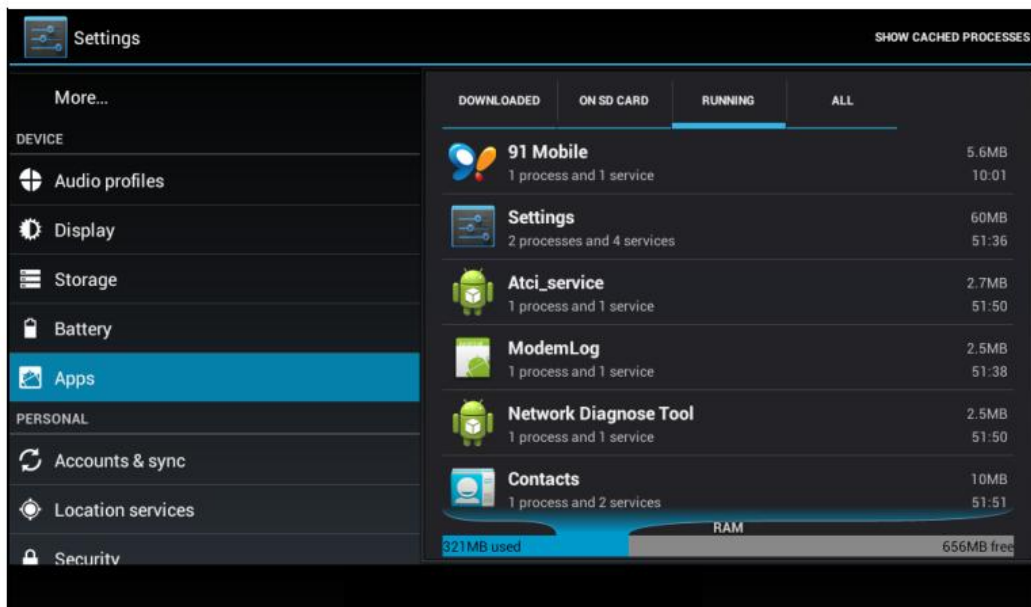 Settings
SHOW CACHED PROCESSES
More...
DEVICE
Audio profiles
Display
Storage
Battery
Apps
PERSONAL
Accounts & sync
Location services
Security
DOWNLOADED
ON SD CARD
RUNNING
ALL
91 Mobile
5.6MB
1 process and 1 service
10:01
Settings
60MB
2 processes and 4 services
51:36
Atci_service
2.7MB
1 process and 1 service
51:50
ModemLog
2.5MB
1 process and 1 service
51:38
Network Diagnose Tool
2.5MB
1 process and 1 service
51:50
Contacts
10MB
1 process and 2 services
51:51
RAM
321MB used
656MB free